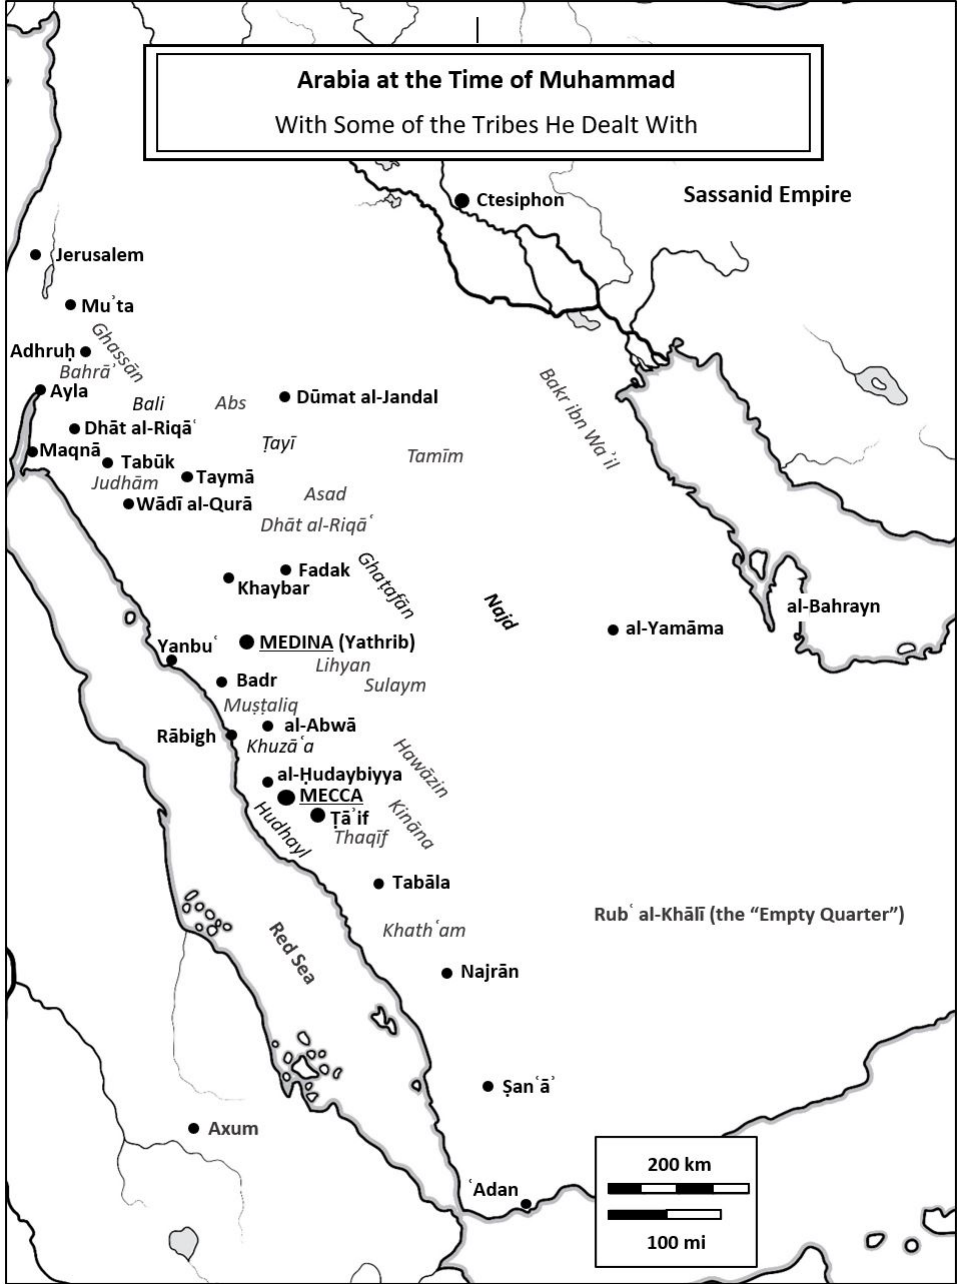 Arabia at the Time of Muhammad
With Some of the Tribes He Dealt With
Ctesiphon
Sassanid Empire
Jerusalem
Muʾta
Ghassān
Adhruḥ
Bahrāʾ
Ayla
Bali
Abs
Dūmat al-Jandal
Bakr ibn Waʾil
Dhāt al-Riqāʿ
Ṭayī
Maqnā
Tabūk
Tamīm
Judhām
Taymā
Asad
Wādī al-Qurā
Dhāt al-Riqāʿ
Fadak
Khaybar
Ghaṭafān
Najd
al-Bahrayn
al-Yamāma
Yanbuʿ
MEDINA (Yathrib)
Lihyan
Badr
Sulaym
Muṣṭaliq
al-Abwā
Rābigh
Khuzāʿa
Hawāzin
al-Ḥudaybiyya
MECCA
Ṭāʾif
Kināna
Hudhayl
Thaqīf
Tabāla
Rubʿ al-Khālī (the “Empty Quarter”)
Khathʿam
Red Sea
Najrān
Ṣanʿāʾ
Axum
ʿAdan
200 km
100 mi